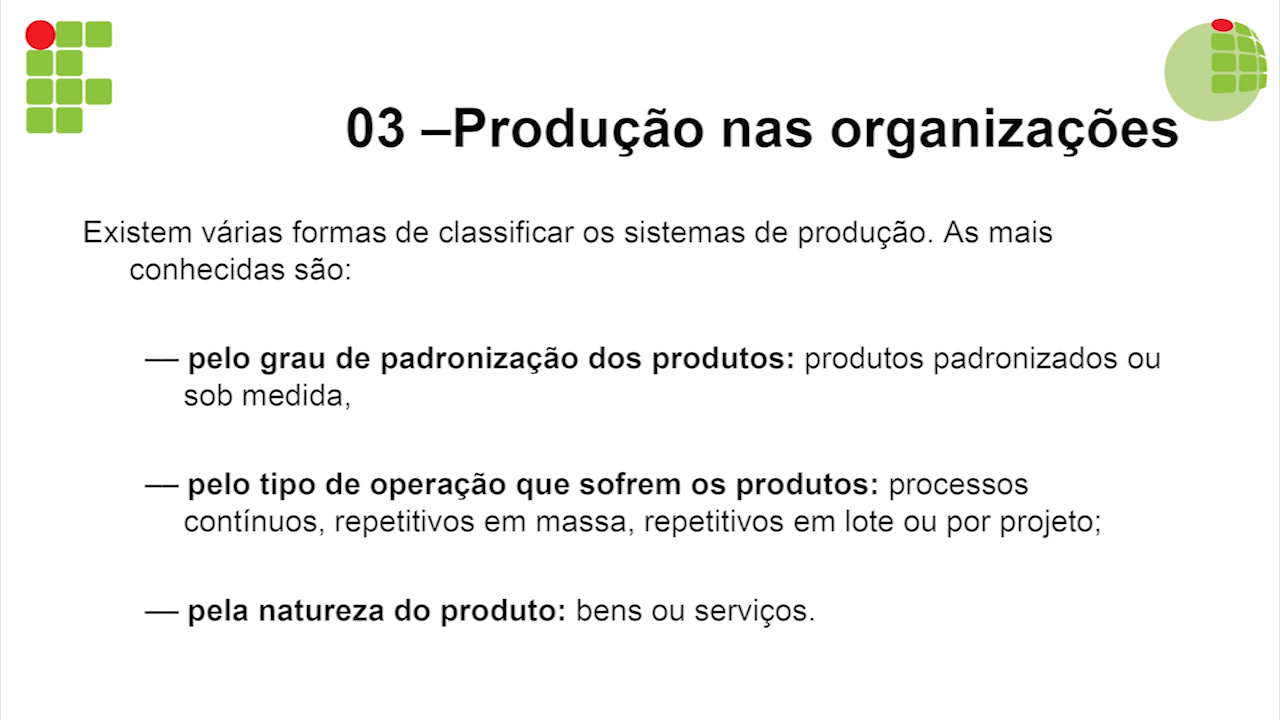 03 –Produção nas organizações
Existem várias formas de classificar os sistemas de produção. As mais
conhecidas são:
— pelo grau de padronização dos produtos: produtos padronizados ou
sob medida,
— pelo tipo de operação que sofrem os produtos: processos
contínuos, repetitivos em massa, repetitivos em lote ou por projeto;
— pela natureza do produto: bens ou serviços.